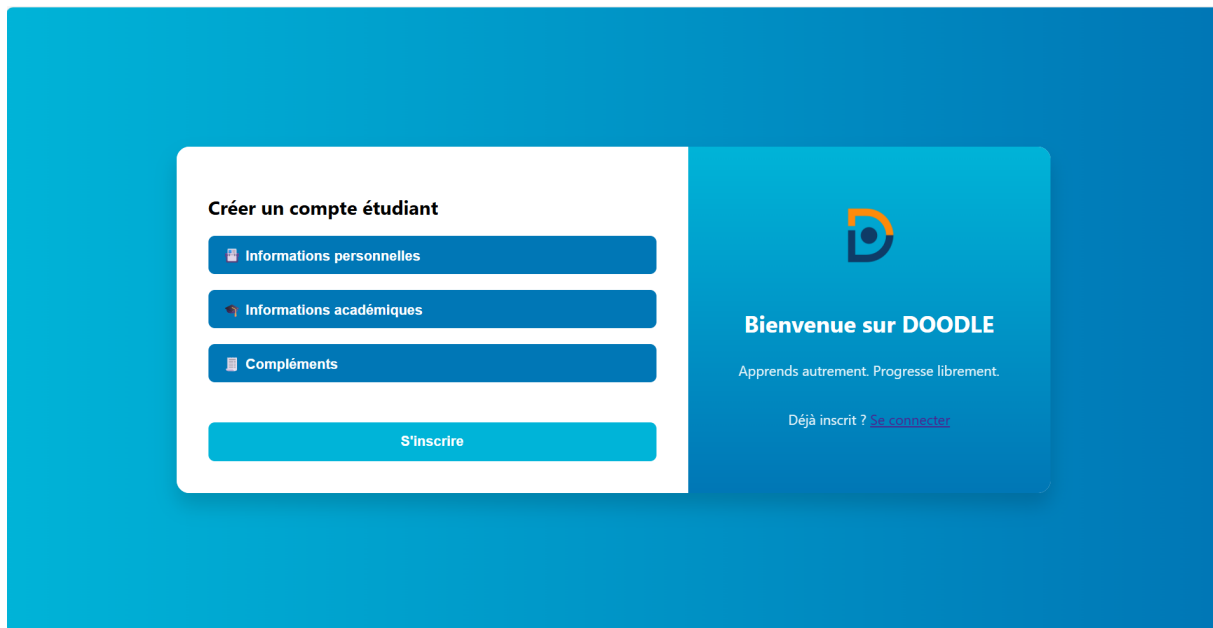 Créer un compte étudiant
Informations personnelles
Informations académiques
Compléments
S'inscrire
Bienvenue sur DOODLE
Apprends autrement. Progresse librement.
Déjà inscrit ? Se connecter